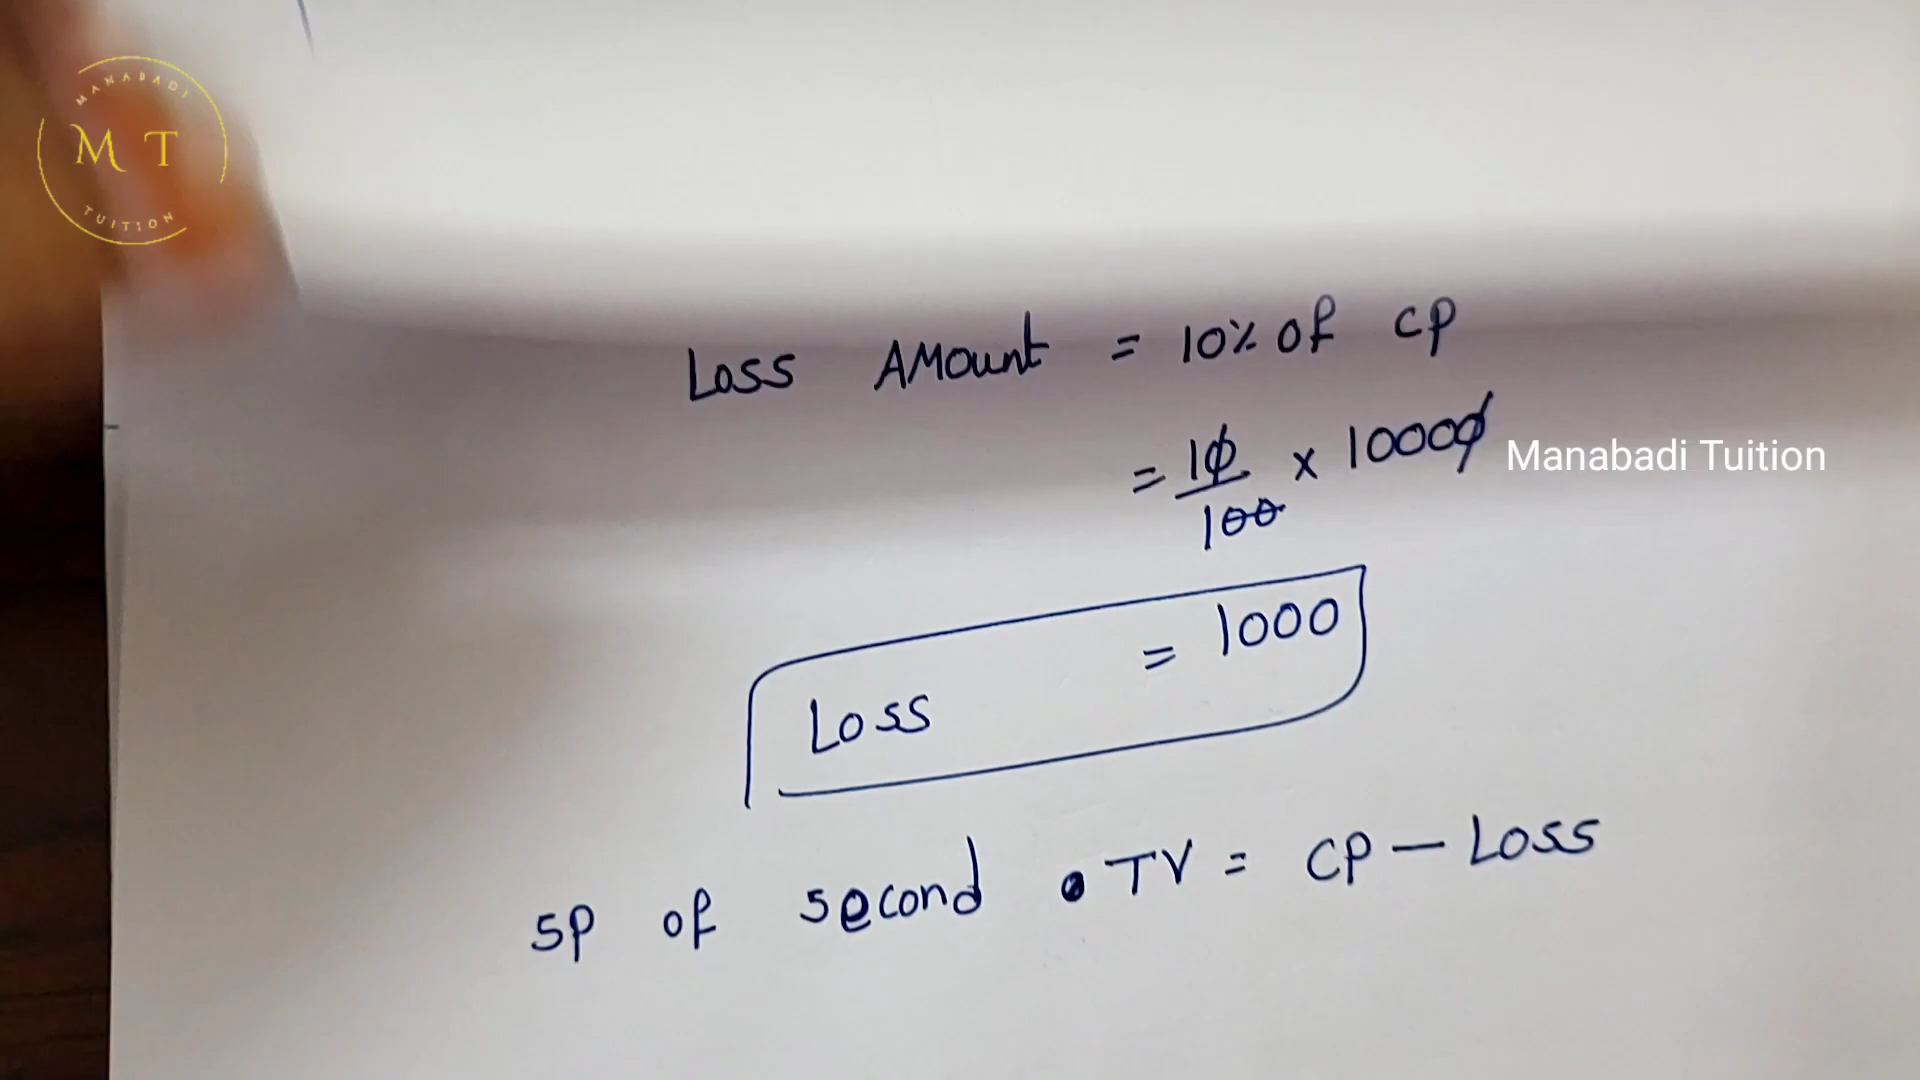 MANABADI
M T
TUITION
Loss AMount = 10% of CP
= 10/100 x 10000
Manabadi Tuition
Loss = 1000
SP of second TV = CP - Loss